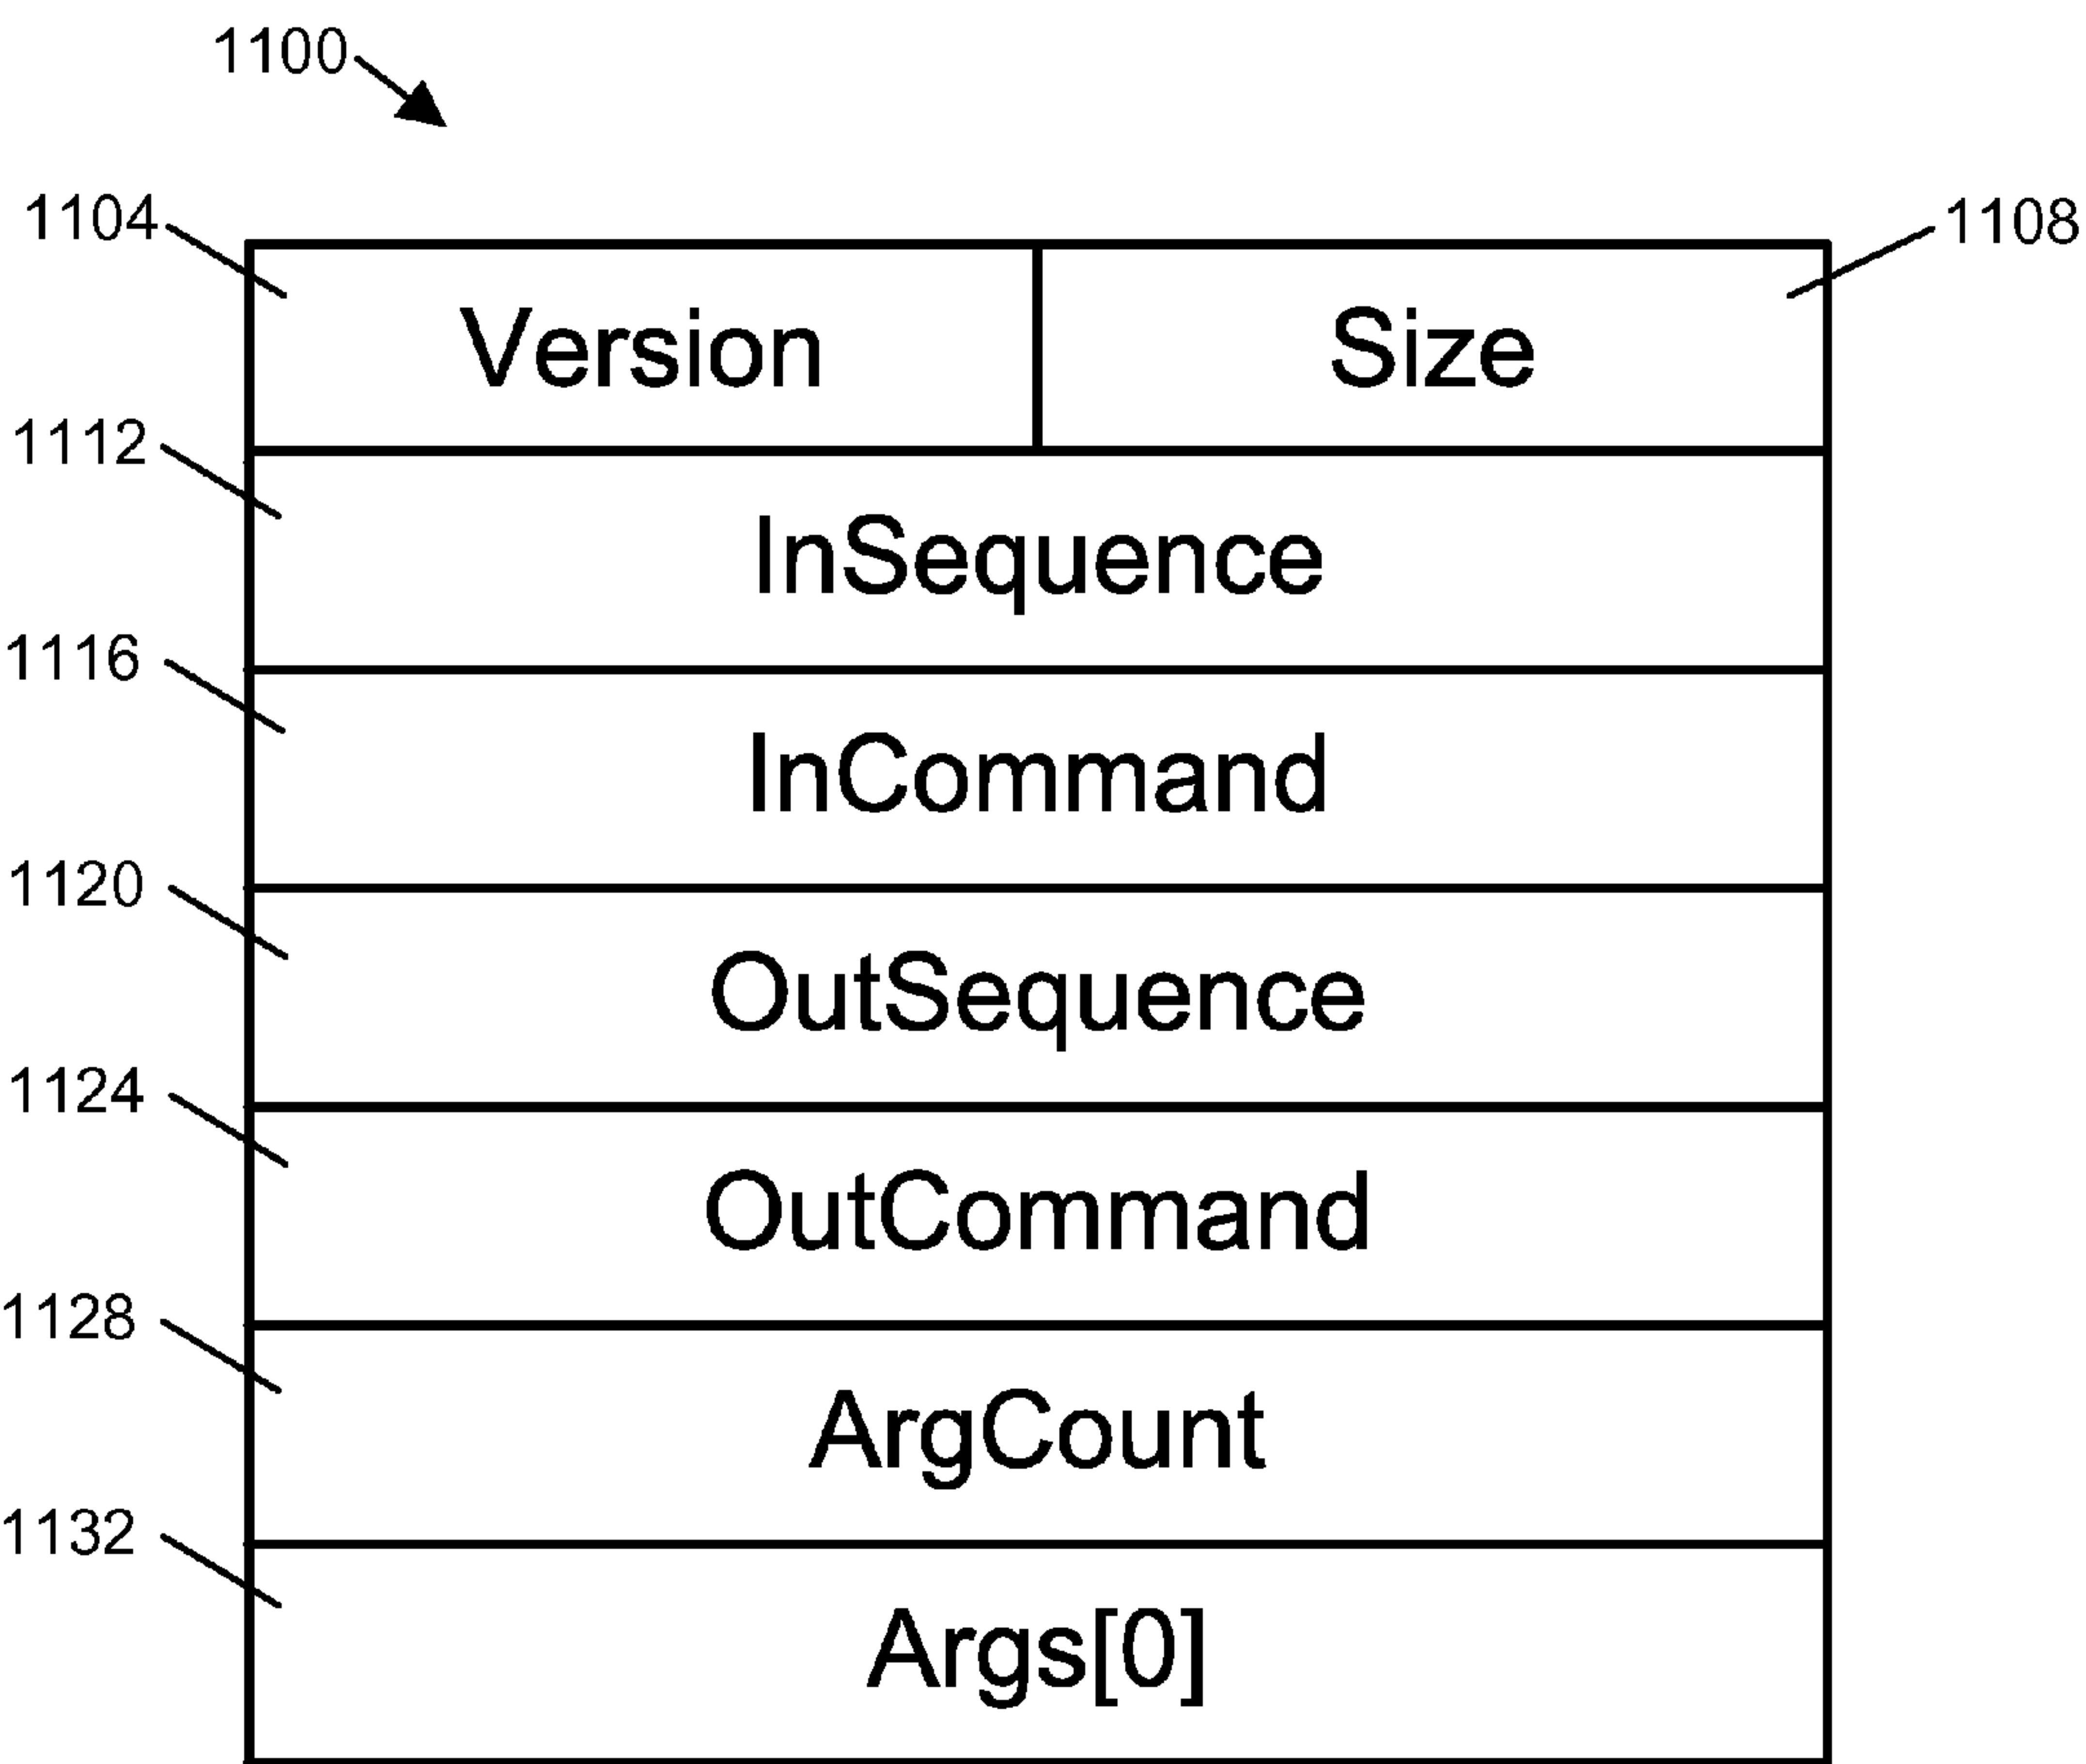 1100
1104
1108
Version Size
1112
InSequence
1116
InCommand
1120
OutSequence
1124
OutCommand
1128
ArgCount
1132
Args[0]